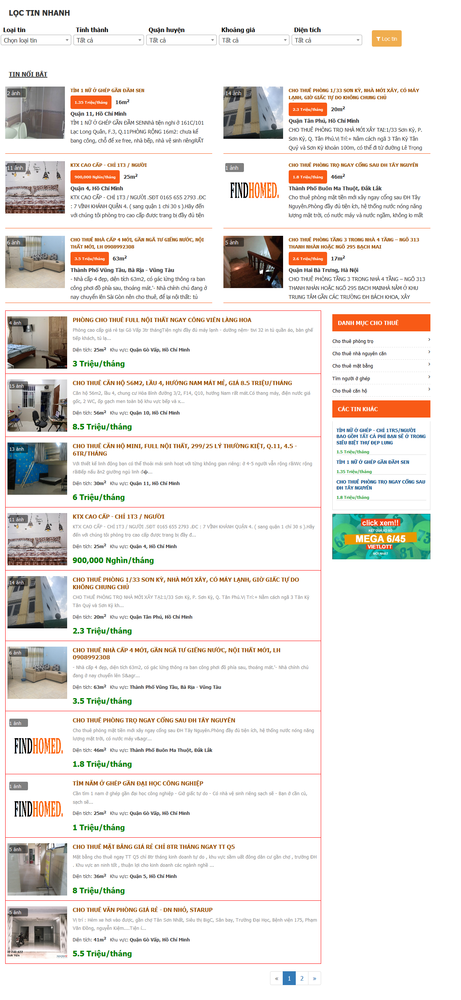 LỌC TIN NHANH
Loại tin
Tỉnh thành
Quận huyện
Khoảng giá
Diện tích
Chọn loại tin
Tất cả
Tất cả
Tất cả
Tất cả
Lọc tin
TIN NỔI BẬT
2 ảnh
TÌM 1 NỮ Ở GHÉP GẦN ĐẦM SEN
1.35 Triệu/tháng 16m2
Quận 11, Hồ Chí Minh
TÌM 1 NỮ Ở GHÉP GẦN ĐẦM SENNhà tiện nghi ở 161C/101
Lạc Long Quân, F.3, Q.11PHÒNG RỘNG 16m2: chưa kể
bang công, chỗ để xe free, nhà bếp, nhà vệ sinh riêngRẤT
14 ảnh
CHO THUÊ PHÒNG 1/33 SƠN KỲ, NHÀ MỚI XÂY, CÓ MÁY
LẠNH, GIỜ GIẤC TỰ DO KHÔNG CHUNG CHỦ
2.3 Triệu/tháng 20m2
Quận Tân Phú, Hồ Chí Minh
CHO THUÊ PHÒNG TRỌ NHÀ MỚI XÂY TẠI:1/33 Sơn Kỳ, P.
Sơn Kỳ, Q. Tân Phú.Vị Trí:+ Nằm cách ngã 3 Tân Kỳ Tân
Quý và Sơn Kỳ khoản 100m, có thể đi từ đường Lê Trọng
11 ảnh
KTX CAO CẤP - CHỈ 1T3 / NGƯỜI
900,000 Nghìn/tháng 25m2
Quận 4, Hồ Chí Minh
KTX CAO CẤP - CHỈ 1T3 / NGƯỜI .SĐT 0165 655 2793 .ĐC
: 7 VĨNH KHÁNH QUẬN 4. ( sang quận 1 chỉ 30 s ).Hãy đến
với chúng tôi phòng trọ cao cấp được trang bị đầy đủ tiện
1 ảnh
FINDHOMED.
CHO THUÊ PHÒNG TRỌ NGAY CỔNG SAU ĐH TÂY NGUYÊN
1.8 Triệu/tháng 46m2
Thành Phố Buôn Ma Thuột, Đắk Lắk
Cho thuê phòng mặt tiền mới xây ngay cổng sau ĐH Tây
Nguyên.Phòng đầy đủ tiện ích, hệ thống nước nóng năng
lượng mặt trời, có nước máy và nước ngầm, không lo mất
6 ảnh
CHO THUÊ NHÀ CẤP 4 MỚI, GẦN NGÃ TƯ GIẾNG NƯỚC, NỘI
THẤT MỚI, LH 0908992308
3.5 Triệu/tháng 63m2
Thành Phố Vũng Tầu, Bà Rịa - Vũng Tàu
- Nhà cấp 4 đẹp, diện tích 63m2, có gác lửng thông ra ban
công phơi đồ phía sau, thoáng mát.'- Nhà chính chủ đang ở
nay chuyển lên Sài Gòn nên cho thuê, để lại nội thất: tủ
5 ảnh
CHO THUÊ PHÒNG TẦNG 3 TRONG NHÀ 4 TẦNG – NGÕ 313
THANH NHÀN HOẶC NGÕ 295 BẠCH MAI
2.6 Triệu/tháng 17m2
Quận Hai Bà Trưng, Hà Nội
CHO THUÊ PHÒNG TẦNG 3 TRONG NHÀ 4 TẦNG – NGÕ 313
THANH NHÀN HOẶC NGÕ 295 BẠCH MAINHÀ NẰM Ở KHU
TRUNG TÂM GẦN CÁC TRƯỜNG ĐH BÁCH KHOA, XÂY
4 ảnh
PHÒNG CHO THUÊ FULL NỘI THẤT NGAY CÔNG VIÊN LÀNG HOA
Phòng cao cấp giá rẻ tại Gò Vấp 3tr thángTiện nghi đầy đủ máy lạnh - dường nệm- tivi 32 in tủ quần áo, bàn ghế
tiếp khách, tủ lạ...
Diện tích: 25m2 Khu vực: Quận Gò Vấp, Hồ Chí Minh
3 Triệu/tháng
15 ảnh
CHO THUÊ CĂN HỘ 56M2, LẦU 4, HƯỚNG NAM MÁT MẺ, GIÁ 8.5 TRIỆU/THÁNG
Căn hộ 56m2, lầu 4, chung cư Hòa Bình đường 3/2, F14, Q10, hướng Nam rất mát.Có thang máy, điện nước giá
gốc, 2 WC, ốp gạch men toàn bộ khu vực bếp và x...
Diện tích: 56m2 Khu vực: Quận 10, Hồ Chí Minh
8.5 Triệu/tháng
13 ảnh
CHO THUÊ CĂN HỘ MINI, FULL NỘI THẤT, 299/25 LÝ THƯỜNG KIỆT, Q.11, 4.5 -
6TR/THÁNG
Với thiết kế linh động bạn có thể thoải mái sinh hoạt với từng không gian riêng: ở 4-5 người vẫn rộng rãiWc rộng
rãiBếp nấu ăn2 giường ngủ linh đ�...
Diện tích: 30m2 Khu vực: Quận 11, Hồ Chí Minh
6 Triệu/tháng
11 ảnh
KTX CAO CẤP - CHỈ 1T3 / NGƯỜI
KTX CAO CẤP - CHỈ 1T3 / NGƯỜI .SĐT 0165 655 2793 .ĐC : 7 VĨNH KHÁNH QUẬN 4. ( sang quận 1 chỉ 30 s ).Hãy
đến với chúng tôi phòng trọ cao cấp được trang bị đầy đ...
Diện tích: 25m2 Khu vực: Quận 4, Hồ Chí Minh
900,000 Nghìn/tháng
14 ảnh
CHO THUÊ PHÒNG 1/33 SƠN KỲ, NHÀ MỚI XÂY, CÓ MÁY LẠNH, GIỜ GIẤC TỰ DO
KHÔNG CHUNG CHỦ
CHO THUÊ PHÒNG TRỌ NHÀ MỚI XÂY TẠI:1/33 Sơn Kỳ, P. Sơn Kỳ, Q. Tân Phú.Vị Trí:+ Nằm cách ngã 3 Tân Kỳ
Tân Quý và Sơn Kỳ kh...
Diện tích: 20m2 Khu vực: Quận Tân Phú, Hồ Chí Minh
2.3 Triệu/tháng
6 ảnh
CHO THUÊ NHÀ CẤP 4 MỚI, GẦN NGÃ TƯ GIẾNG NƯỚC, NỘI THẤT MỚI, LH
0908992308
- Nhà cấp 4 đẹp, diện tích 63m2, có gác lửng thông ra ban công phơi đồ phía sau, thoáng mát.'- Nhà chính chủ
đang ở nay chuyển lên S&agr...
Diện tích: 63m2 Khu vực: Thành Phố Vũng Tầu, Bà Rịa - Vũng Tàu
3.5 Triệu/tháng
1 ảnh
FINDHOMED.
CHO THUÊ PHÒNG TRỌ NGAY CỔNG SAU ĐH TÂY NGUYÊN
Cho thuê phòng mặt tiền mới xây ngay cổng sau ĐH Tây Nguyên.Phòng đầy đủ tiện ích, hệ thống nước nóng năng
lượng mặt trời, có nước máy v&agr...
Diện tích: 46m2 Khu vực: Thành Phố Buôn Ma Thuột, Đắk Lắk
1.8 Triệu/tháng
1 ảnh
FINDHOMED.
TÌM NĂM Ở GHÉP GẦN ĐẠI HỌC CÔNG NGHIỆP
Cần tìm 1 nam ở ghép gần đại học công nghiệp - Giờ giấc tự do - Có nhà vệ sinh riêng sạch sẽ - Bạn ở cần cù,
sạch sẽ...
Diện tích: 25m2 Khu vực: Quận Gò Vấp, Hồ Chí Minh
1 Triệu/tháng
5 ảnh
CHO THUÊ MẶT BẰNG GIÁ RẺ CHỈ 8TR THÁNG NGAY TT Q5
Mặt bằng cho thuê ngay TT Q5 chỉ 8tr tháng kinh doanh tự do , khu vực sầm uất đông dân cư gần chợ , trường ĐH
. Khu vực an ninh tốt , thuận lợi cho kinh doanh các ngành nghề ...
Diện tích: 36m2 Khu vực: Quận 5, Hồ Chí Minh
8 Triệu/tháng
5 ảnh
39 740 622
Bích Yến
CHO THUÊ VĂN PHÒNG GIÁ RẺ - DN NHỎ, STARUP
Vị trí : Hẻm xe hơi vào được, gần chợ Tân Sơn Nhất, Siêu thị BigC, Sân bay, Trường Đại Học, Bệnh viện 175, Phạm
Văn Đồng, nguyễn Kiệm....Tiện í...
Diện tích: 41m2 Khu vực: Quận Gò Vấp, Hồ Chí Minh
5.5 Triệu/tháng
« 1 2 »
DANH MỤC CHO THUÊ
Cho thuê phòng trọ
Cho thuê nhà nguyên căn
Cho thuê mặt bằng
Tìm người ở ghép
Cho thuê căn hộ
CÁC TIN KHÁC
TÌM NỮ Ở GHÉP - CHỈ 1TR5/NGƯỜI
BAO GỒM TẤT CẢ PHÍ BẠN SẼ Ở TRONG
SIÊU BIỆT THỰ ĐẸP LUNG
1.5 Triệu/tháng
TÌM 1 NỮ Ở GHÉP GẦN ĐẦM SEN
1.35 Triệu/tháng
CHO THUÊ PHÒNG TRỌ NGAY CỔNG SAU
ĐH TÂY NGUYÊN
1.8 Triệu/tháng
click xem!!
KẾT QUẢ XỔ SỐ
MEGA 6/45
VIETLOTT
MỚI NHẤT
68
73
81